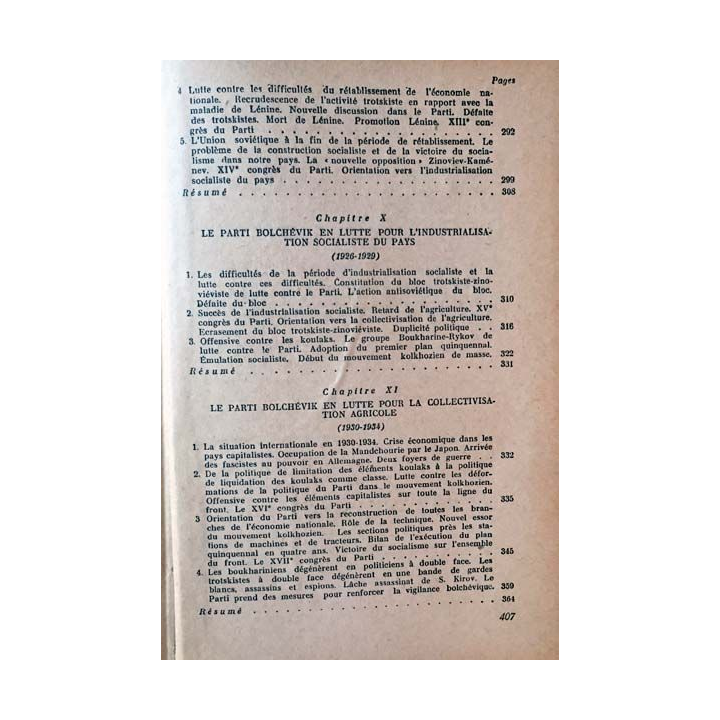 Pages
4 Lutte contre les difficultés du rétablissement de l'économie na-
tionale. Recrudescence de l'activité trotskiste en rapport avec la
maladie de Lénine. Nouvelle discussion dans le Parti. Défaite
des trotskistes. Mort de Lénine. Promotion Lénine. XIIIe con-
grès du Parti . . . . . . . . . . . . . . . . 292
5. L'Union soviétique à la fin de la période de rétablissement. Le
problème de la construction socialiste et de la victoire du socia-
lisme dans notre pays. La « nouvelle opposition » Zinoviev-Kamé-
nev. XIVe congrès du Parti. Orientation vers l'industrialisation
socialiste du pays . . . . . . . . . . . . . . . 299
Résumé . . . . . . . . . . . . . . . . . . 308
Chapitre X
LE PARTI BOLCHÉVIK EN LUTTE POUR L'INDUSTRIALISA-
TION SOCIALISTE DU PAYS
(1926-1929)
1. Les difficultés de la période d'industrialisation socialiste et la
lutte contre ces difficultés. Constitution du bloc trotskiste-zino-
viéviste de lutte contre le Parti. L'action antisoviétique du bloc.
Défaite du bloc . . . . . . . . . . . . . . . . 310
2. Succès de l'industrialisation socialiste. Retard de l'agriculture. XVe
congrès du Parti. Orientation vers la collectivisation de l'agriculture.
Ecrasement du bloc trotskiste-zinoviéviste. Duplicité politique . . 316
3. Offensive contre les koulaks. Le groupe Boukharine-Rykov de
lutte contre le Parti. Adoption du premier plan quinquennal.
Émulation socialiste. Début du mouvement kolkhozien de masse. 322
Résumé . . . . . . . . . . . . . . . . . . 331
Chapitre XI
LE PARTI BOLCHÉVIK EN LUTTE POUR LA COLLECTIVISA-
TION AGRICOLE
(1930-1934)
1. La situation internationale en 1930-1934. Crise économique dans les
pays capitalistes. Occupation de la Mandchourie par le Japon. Arrivée
des fascistes au pouvoir en Allemagne. Deux foyers de guerre . . 332
2. De la politique de limitation des éléments koulaks à la politique
de liquidation des koulaks comme classe. Lutte contre les défor-
mations de la politique du Parti dans le mouvement kolkhozien.
Offensive contre les éléments capitalistes sur toute la ligne du
front. Le XVIe congrès du Parti . . . . . . . . . . 335
3 Orientation du Parti vers la reconstruction de toutes les bran-
ches de l'économie nationale. Rôle de la technique. Nouvel essor
du mouvement kolkhozien. Les sections politiques près les sta-
tions de machines et de tracteurs. Bilan de l'exécution du plan
quinquennal en quatre ans. Victoire du socialisme sur l'ensemble
du front. Le XVIIe congrès du Parti . . . . . . . . . 345
4. Les boukhariniens dégénèrent en politiciens à double face. Les
trotskistes à double face dégénèrent en une bande de gardes
blancs, assassins et espions. Lâche assassinat de S. Kirov. Le
Parti prend des mesures pour renforcer la vigilance bolchévique. 359
Résumé . . . . . . . . . . . . . . . . . . 364
407